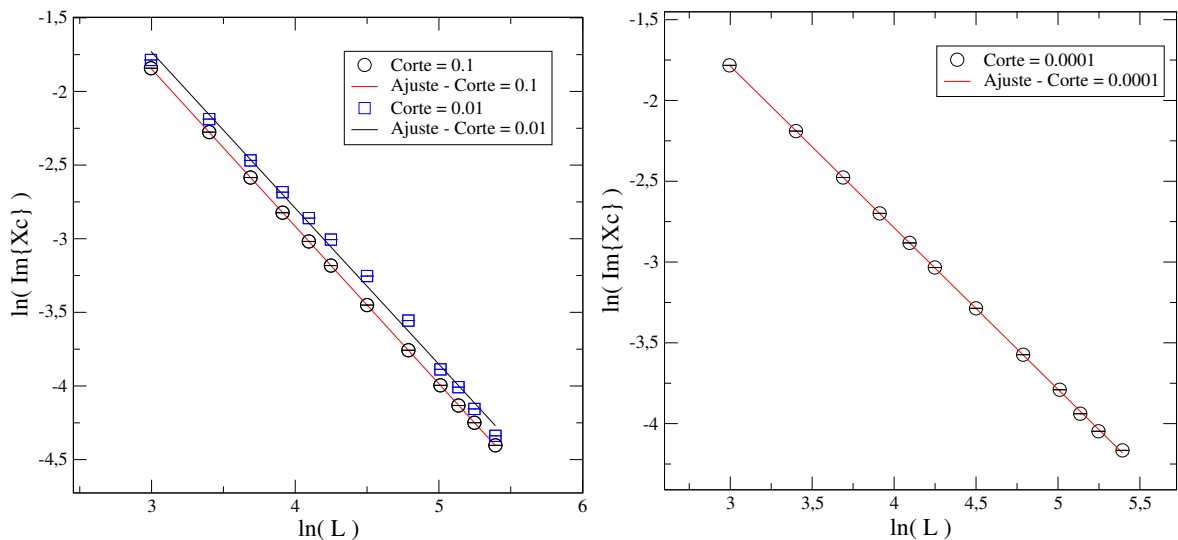 -1,5
-2
-2,5
-3
-3,5
-4
-4,5
ln( Im{Xc} )
3
4
5
6
ln( L )
Corte = 0.1
Ajuste - Corte = 0.1
Corte = 0.01
Ajuste - Corte = 0.01
-1,5
-2
-2,5
-3
-3,5
-4
ln( Im{Xc} )
3
3,5
4
4,5
5
5,5
ln( L )
Corte = 0.0001
Ajuste - Corte = 0.0001